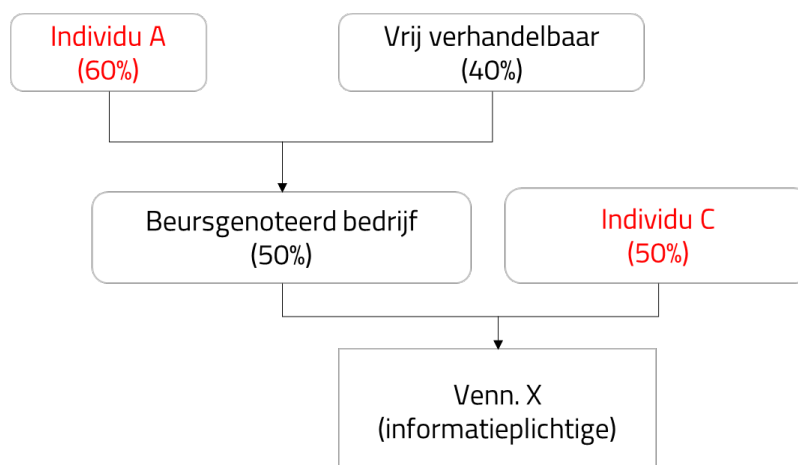 Individu A
(60%)
Vrij verhandelbaar
(40%)
Beursgenoteerd bedrijf
(50%)
Individu C
(50%)
Venn. X
(informatieplichtige)